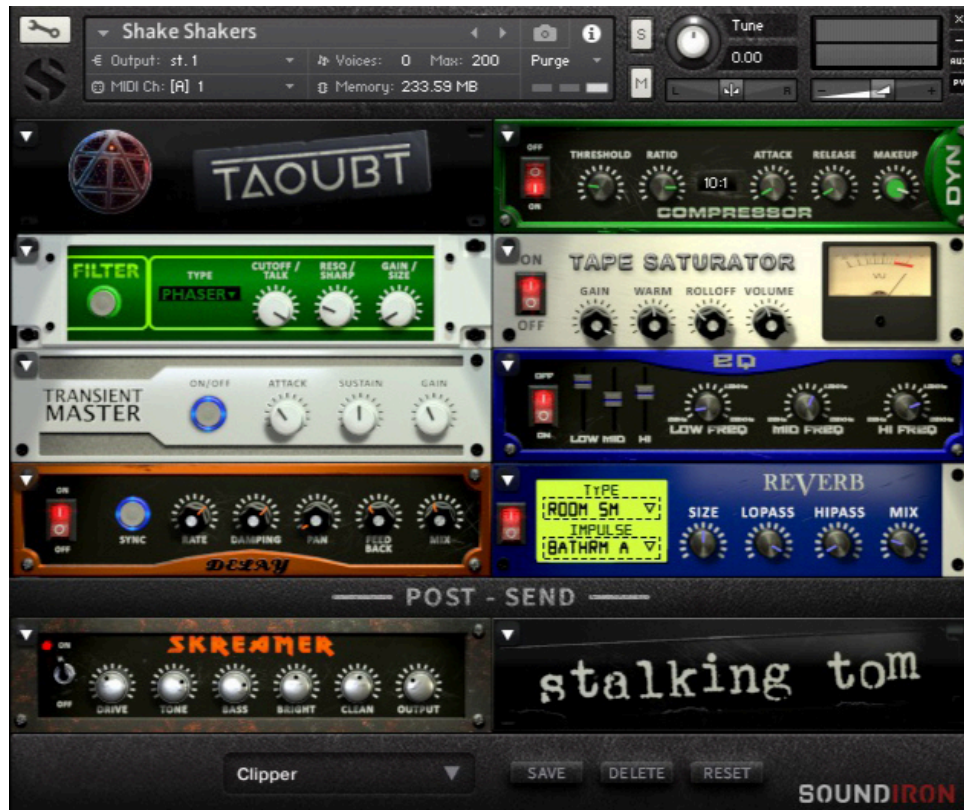 Shake Shakers
Output: st.1
Voices: 0 Max: 200
Purge
MIDI Ch: [A] 1
Memory: 233.59 MB
S
M
Tune
0.00
L R
- +
×
-
AUX
PV
TAOUBT
OFF
ON
THRESHOLD RATIO ATTACK RELEASE MAKEUP
10:1
COMPRESSOR
DYN
FILTER
TYPE
PHASER
CUTOFF / TALK
RESO / SHARP
GAIN / SIZE
ON
OFF
TAPE SATURATOR
GAIN WARM ROLLOFF VOLUME
TRANSIENT
MASTER
ON/OFF ATTACK SUSTAIN GAIN
EQ
OFF
ON
LOW MID HI
LOW FREQ MID FREQ HI FREQ
ON
OFF
SYNC RATE DAMPING PAN FEED BACK MIX
DELAY
TYPE
ROOM SM
IMPULSE
BATHRM A
REVERB
SIZE LOPASS HIPASS MIX
POST - SEND
SKREAMER
ON
OFF
DRIVE TONE BASS BRIGHT CLEAN OUTPUT
stalking tom
Clipper
SAVE DELETE RESET
SOUNDIRON